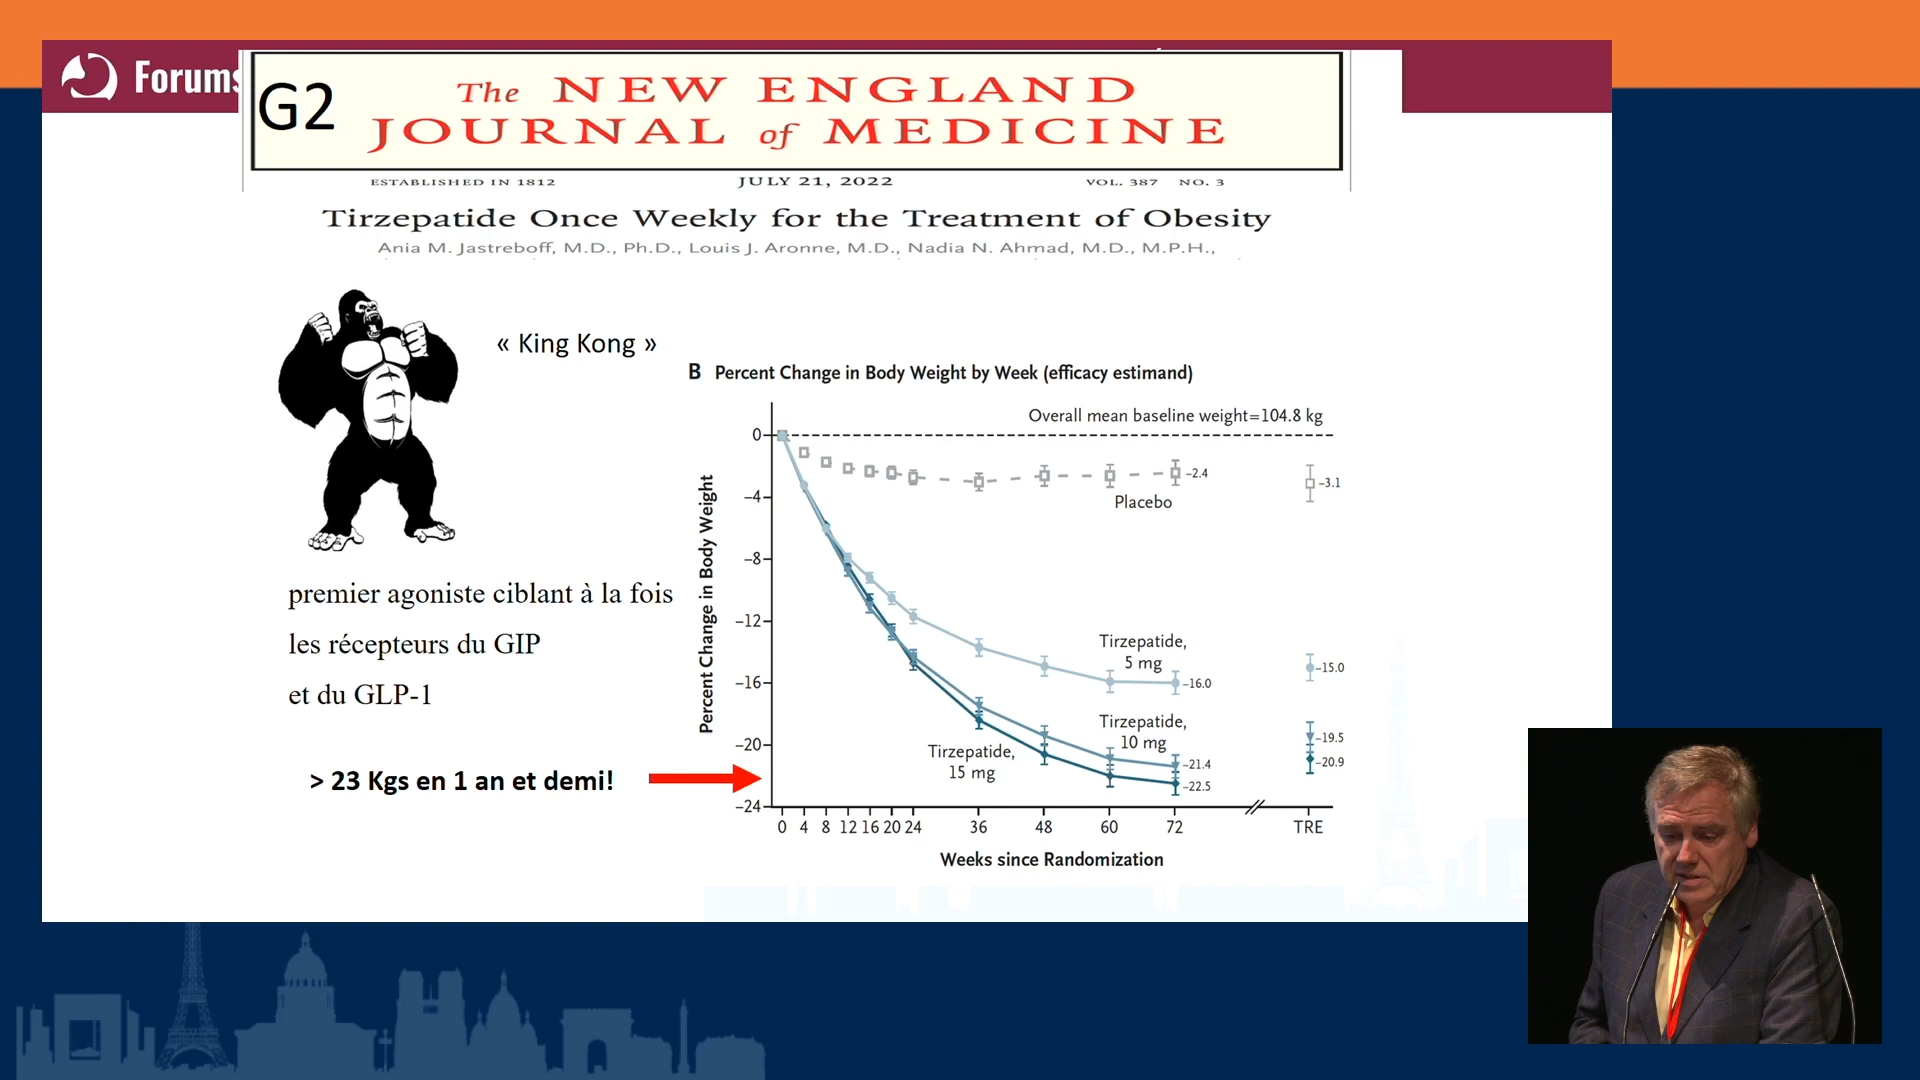 Forums
G2
The NEW ENGLAND
JOURNAL of MEDICINE
ESTABLISHED IN 1812 JULY 21, 2022 VOL. 387 NO. 3
Tirzepatide Once Weekly for the Treatment of Obesity
Ania M. Jastreboff, M.D., Ph.D., Louis J. Aronne, M.D., Nadia N. Ahmad, M.D., M.P.H.,
« King Kong »
premier agoniste ciblant à la fois
les récepteurs du GIP
et du GLP-1
> 23 Kgs en 1 an et demi!
B Percent Change in Body Weight by Week (efficacy estimand)
Overall mean baseline weight=104.8 kg
Percent Change in Body Weight
0
-4
-8
-12
-16
-20
-24
-2.4
-3.1
Placebo
Tirzepatide,
5 mg
-16.0
-15.0
Tirzepatide,
10 mg
-21.4
-19.5
Tirzepatide,
15 mg
-22.5
-20.9
0 4 8 12 16 20 24 36 48 60 72 TRE
Weeks since Randomization